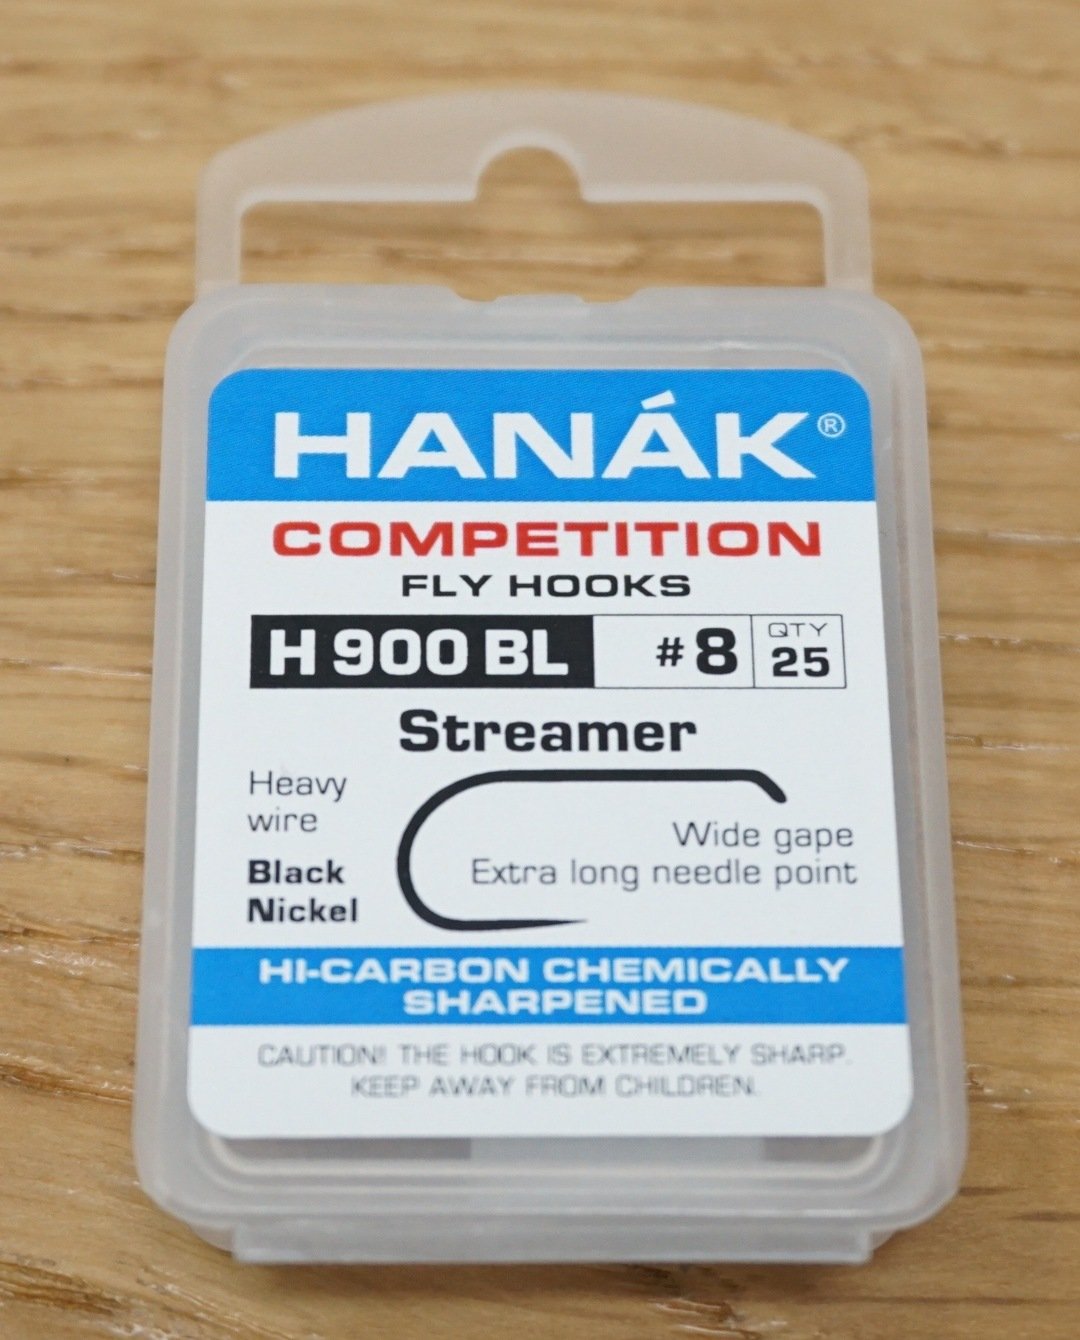 HANÁK®
COMPETITION
FLY HOOKS
H 900 BL #8 QTY 25
Streamer
Heavy
wire
Black
Nickel
Wide gape
Extra long needle point
HI-CARBON CHEMICALLY
SHARPENED
CAUTION! THE HOOK IS EXTREMELY SHARP.
KEEP AWAY FROM CHILDREN.